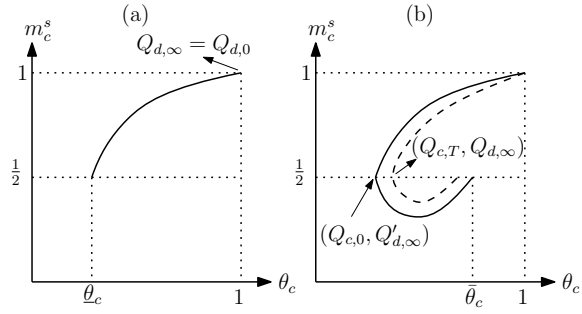 (a)
m_c^s
Q_{d,∞} = Q_{d,0}
1
1/2
θ̲_c
1
θ_c
(b)
m_c^s
1
(Q_{c,T}, Q_{d,∞})
1/2
(Q_{c,0}, Q'_{d,∞})
θ̄_c
1
θ_c